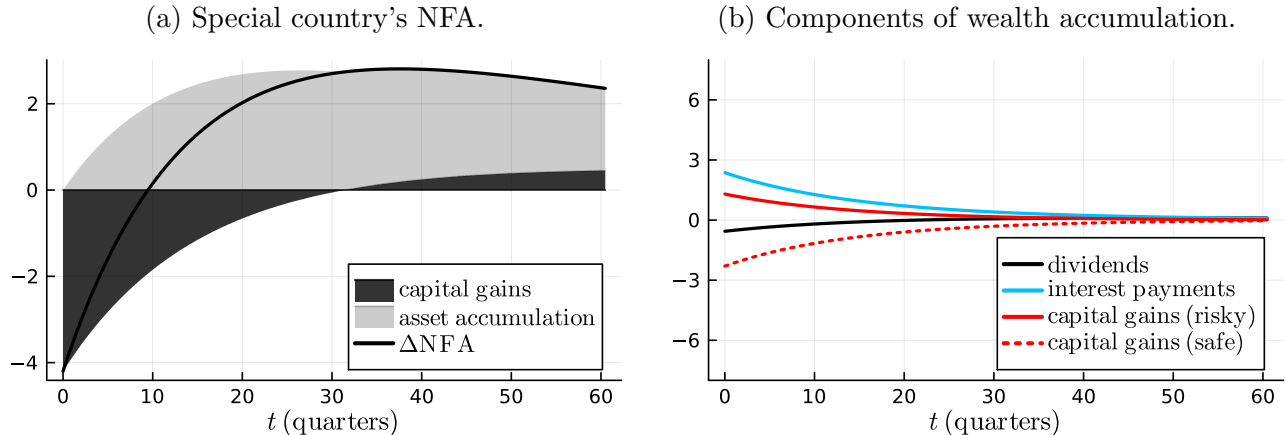 (a) Special country's NFA.
2
0
−2
−4
0 10 20 30 40 50 60
t (quarters)
capital gains
asset accumulation
ΔNFA
(b) Components of wealth accumulation.
6
3
0
−3
−6
0 10 20 30 40 50 60
t (quarters)
dividends
interest payments
capital gains (risky)
capital gains (safe)